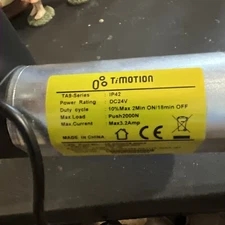 TiMOTION
TA8-Series : IP42
Power Rating : DC24V
Duty cycle : 10%Max 2Min ON/18min OFF
Max.Load : Push2000N
Max.Current : Max3.2Amp
MADE IN CHINA